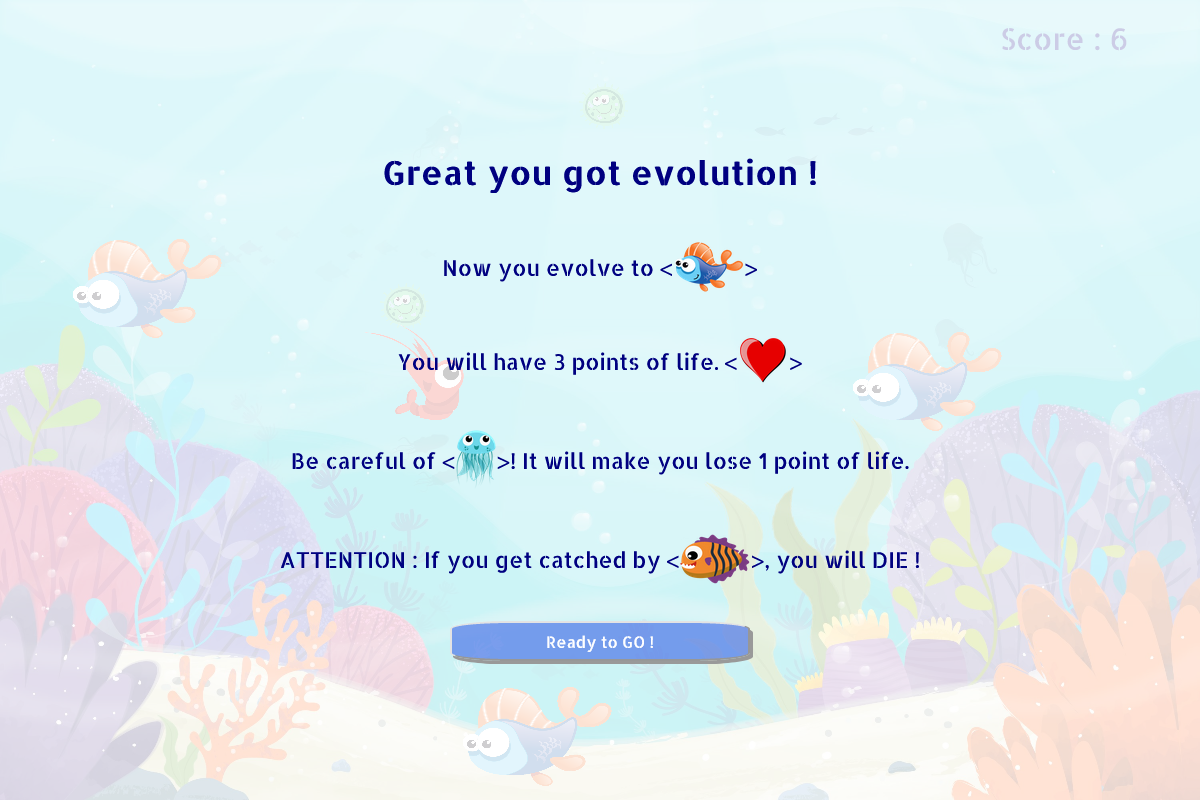 Score : 6
Great you got evolution !
Now you evolve to < >
You will have 3 points of life. < >
Be careful of < >! It will make you lose 1 point of life.
ATTENTION : If you get catched by < >, you will DIE !
Ready to GO !